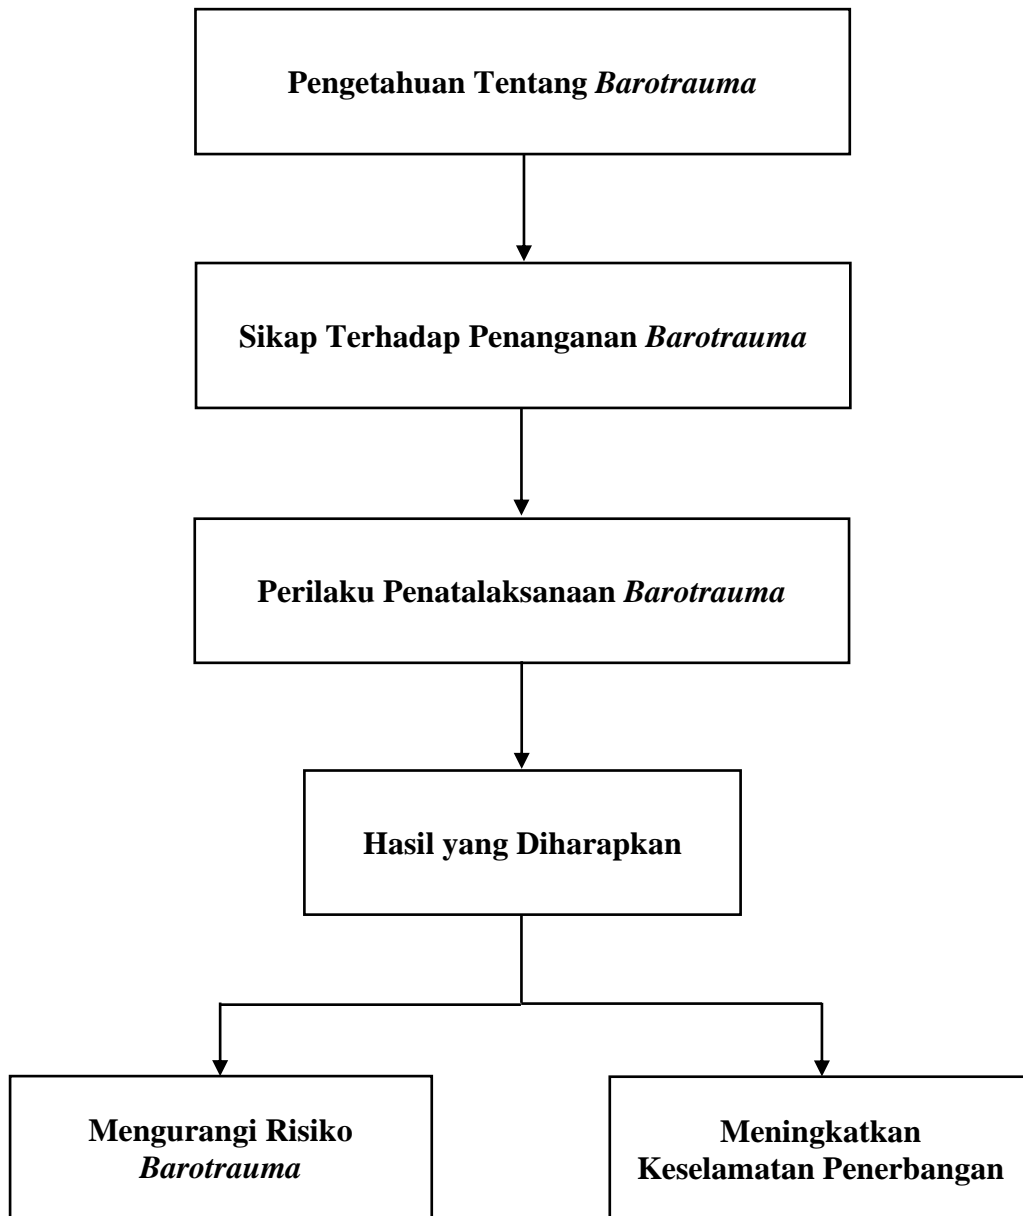 Pengetahuan Tentang Barotrauma
Sikap Terhadap Penanganan Barotrauma
Perilaku Penatalaksanaan Barotrauma
Hasil yang Diharapkan
Mengurangi Risiko
Barotrauma
Meningkatkan
Keselamatan Penerbangan